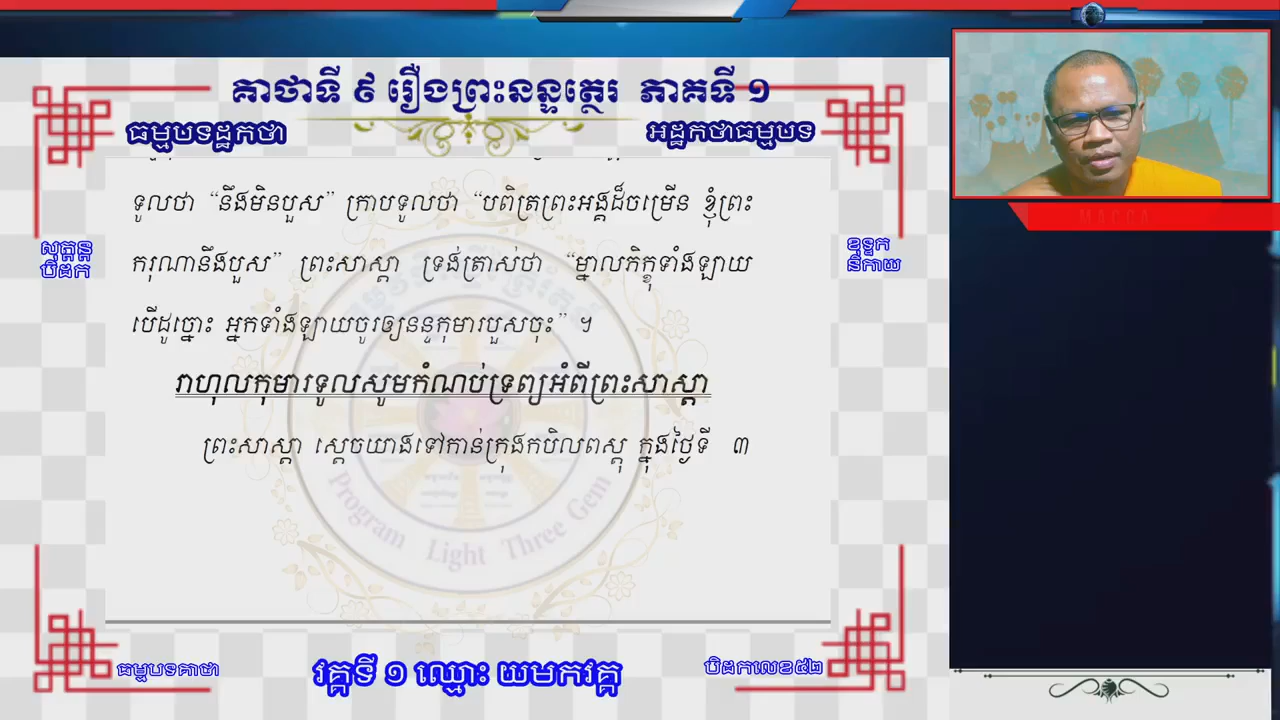 គាថាទី ៩ រឿងព្រះនន្ទត្ថេរ ភាគទី ១
ធម្មបទដ្ឋកថា
អដ្ឋកថាធម្មបទ
ទូលថា “នឹងមិនបួស” ក្រាបទូលថា “បពិត្រព្រះអង្គដ៏ចម្រើន ខ្ញុំព្រះ
សុត្តន្ត
បិដក
ខុទ្ទក
និកាយ
ករុណានឹងបួស” ព្រះសាស្តា ទ្រង់ត្រាស់ថា “ម្នាលភិក្ខុទាំងឡាយ
បើដូច្នោះ អ្នកទាំងឡាយចូរឲ្យនន្ទកុមារបួសចុះ” ។
រាហុលកុមារទូលសូមកំណប់ទ្រព្យអំពីព្រះសាស្តា
ព្រះសាស្តា ស្តេចយាងទៅកាន់ក្រុងកបិលពស្តុ ក្នុងថ្ងៃទី ៣
Program Light Three Gem
ធម្មបទគាថា
វគ្គទី ១ ឈ្មោះ យមកវគ្គ
បិដកលេខ៥២